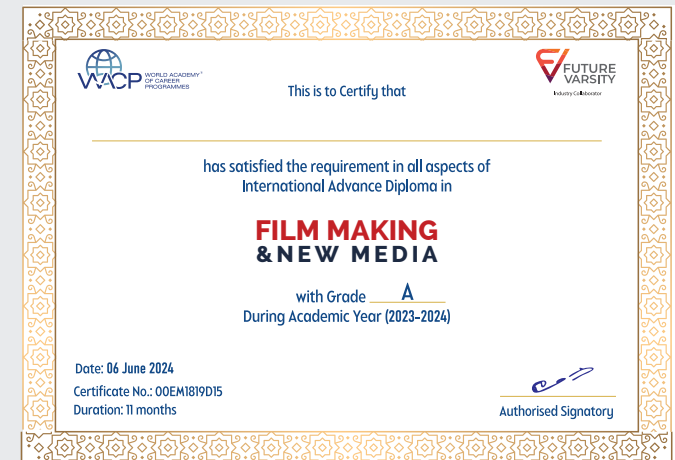 WACP WORLD ACADEMY
OF CAREER
PROGRAMMES
FUTURE
VARSITY
Industry Collaborator
This is to Certify that
has satisfied the requirement in all aspects of
International Advance Diploma in
FILM MAKING
&NEW MEDIA
with Grade A
During Academic Year (2023-2024)
Date: 06 June 2024
Certificate No.: 00EM1819D15
Duration: 11 months
Authorised Signatory